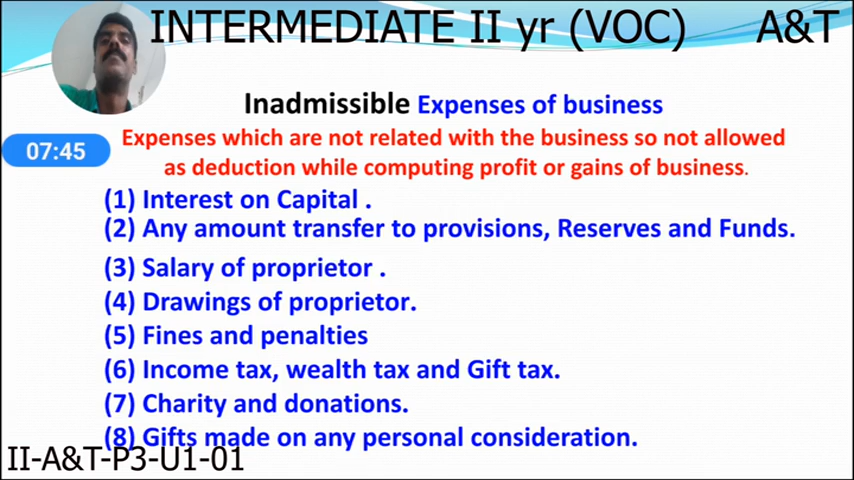 INTERMEDIATE II yr (VOC) A&T
Inadmissible Expenses of business
Expenses which are not related with the business so not allowed
07:45
as deduction while computing profit or gains of business.
(1) Interest on Capital .
(2) Any amount transfer to provisions, Reserves and Funds.
(3) Salary of proprietor .
(4) Drawings of proprietor.
(5) Fines and penalties
(6) Income tax, wealth tax and Gift tax.
(7) Charity and donations.
(8) Gifts made on any personal consideration.
II-A&T-P3-U1-01